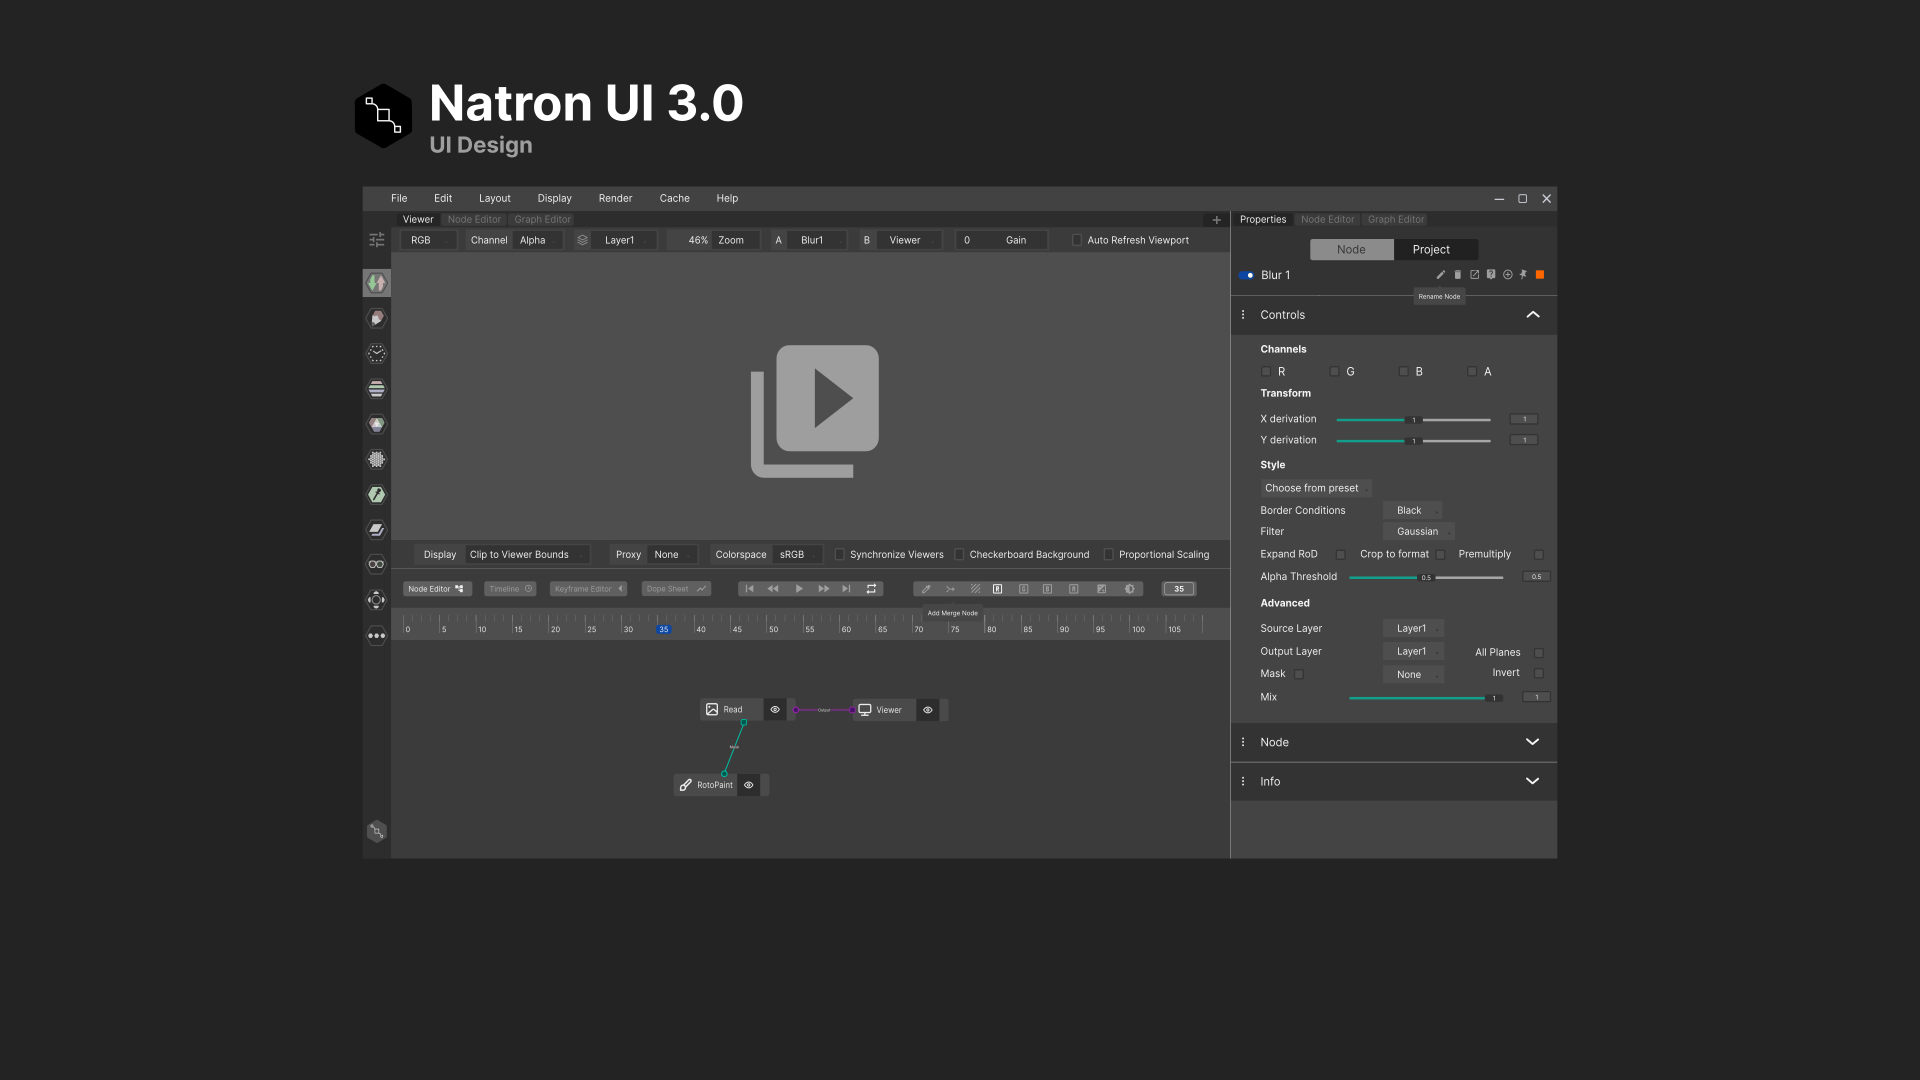 Natron UI 3.0
UI Design
File Edit Layout Display Render Cache Help
Viewer Node Editor Graph Editor
RGB Channel Alpha Layer1 46% Zoom A Blur1 B Viewer 0 Gain Auto Refresh Viewport
Display Clip to Viewer Bounds Proxy None Colorspace sRGB Synchronize Viewers Checkerboard Background Proportional Scaling
Node Editor Timeline Keyframe Editor Dope Sheet R G B A 35
Add Merge Node
0 5 10 15 20 25 30 35 40 45 50 55 60 65 70 75 80 85 90 95 100 105
Read Output Viewer
RotoPaint
Properties Node Editor Graph Editor
Node Project
Blur 1
Rename Node
Controls
Channels
R G B A
Transform
X derivation 1 1
Y derivation 1 1
Style
Choose from preset
Border Conditions Black
Filter Gaussian
Expand RoD Crop to format Premultiply
Alpha Threshold 0.5 0.5
Advanced
Source Layer Layer1
Output Layer Layer1 All Planes
Mask None Invert
Mix 1 1
Node
Info